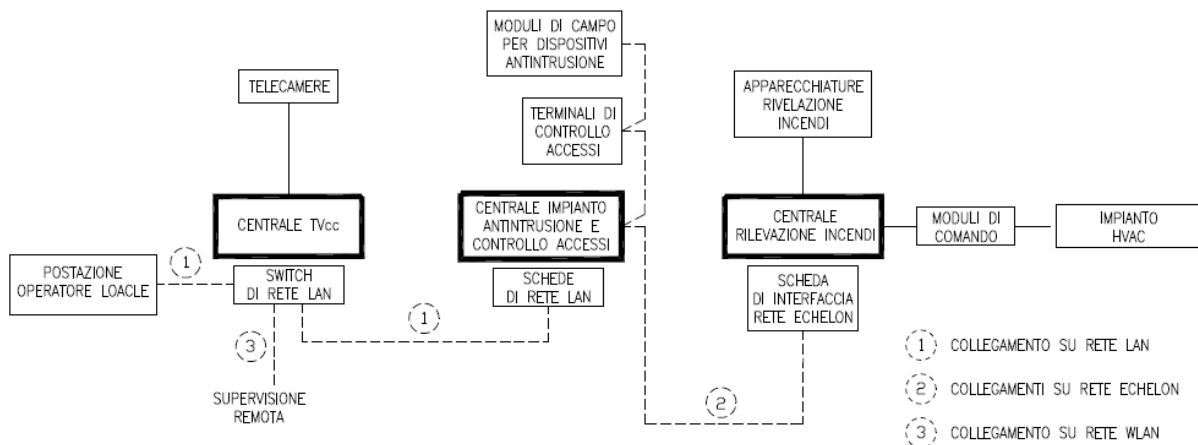 MODULI DI CAMPO
PER DISPOSITIVI
ANTINTRUSIONE
TELECAMERE
TERMINALI DI
CONTROLLO
ACCESSI
APPARECCHIATURE
RIVELAZIONE
INCENDI
CENTRALE TVcc
CENTRALE IMPIANTO
ANTINTRUSIONE E
CONTROLLO ACCESSI
CENTRALE
RILEVAZIONE INCENDI
MODULI DI
COMANDO
IMPIANTO
HVAC
POSTAZIONE
OPERATORE LOACLE
1
SWITCH
DI RETE LAN
SCHEDE
DI RETE LAN
SCHEDA
DI INTERFACCIA
RETE ECHELON
1
3
2
SUPERVISIONE
REMOTA
1 COLLEGAMENTO SU RETE LAN
2 COLLEGAMENTI SU RETE ECHELON
3 COLLEGAMENTO SU RETE WLAN